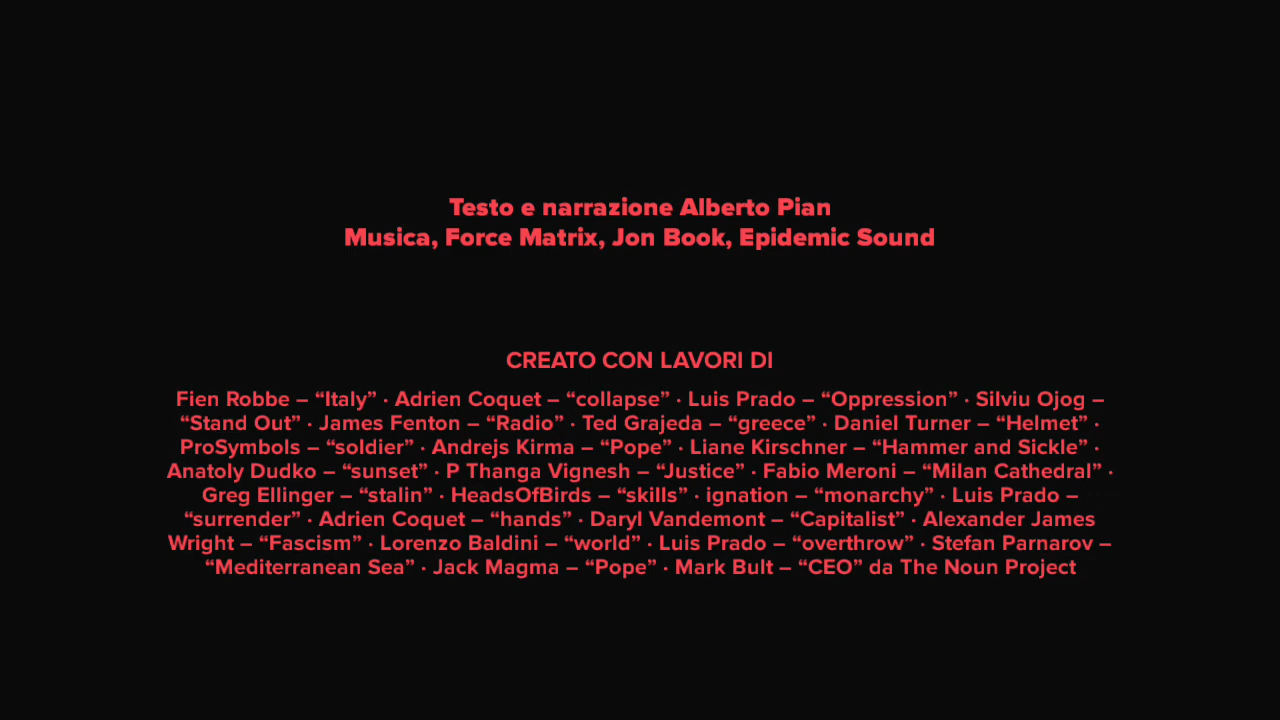 Testo e narrazione Alberto Pian
Musica, Force Matrix, Jon Book, Epidemic Sound
CREATO CON LAVORI DI
Fien Robbe – “Italy” · Adrien Coquet – “collapse” · Luis Prado – “Oppression” · Silviu Ojog –
“Stand Out” · James Fenton – “Radio” · Ted Grajeda – “greece” · Daniel Turner – “Helmet” ·
ProSymbols – “soldier” · Andrejs Kirma – “Pope” · Liane Kirschner – “Hammer and Sickle” ·
Anatoly Dudko – “sunset” · P Thanga Vignesh – “Justice” · Fabio Meroni – “Milan Cathedral” ·
Greg Ellinger – “stalin” · HeadsOfBirds – “skills” · ignation – “monarchy” · Luis Prado –
“surrender” · Adrien Coquet – “hands” · Daryl Vandemont – “Capitalist” · Alexander James
Wright – “Fascism” · Lorenzo Baldini – “world” · Luis Prado – “overthrow” · Stefan Parnarov –
“Mediterranean Sea” · Jack Magma – “Pope” · Mark Bult – “CEO” da The Noun Project